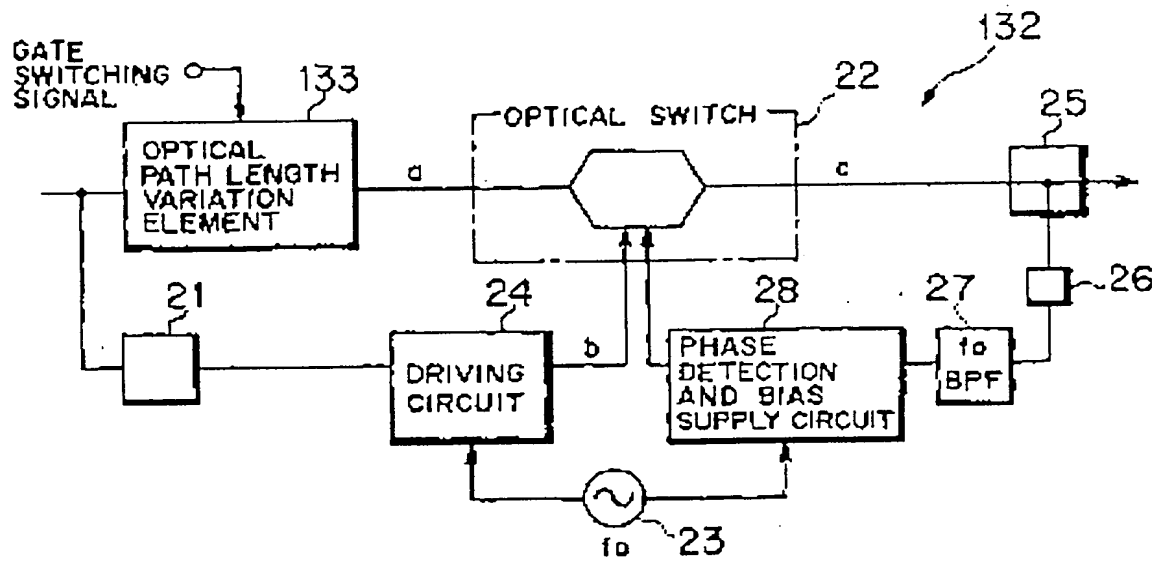 132
GATE
SWITCHING
SIGNAL
133
22
OPTICAL SWITCH
25
OPTICAL
PATH LENGTH
VARIATION
ELEMENT
a
c
21
24
28
27
26
b
DRIVING
CIRCUIT
PHASE
DETECTION
AND BIAS
SUPPLY CIRCUIT
fo
BPF
23
fo